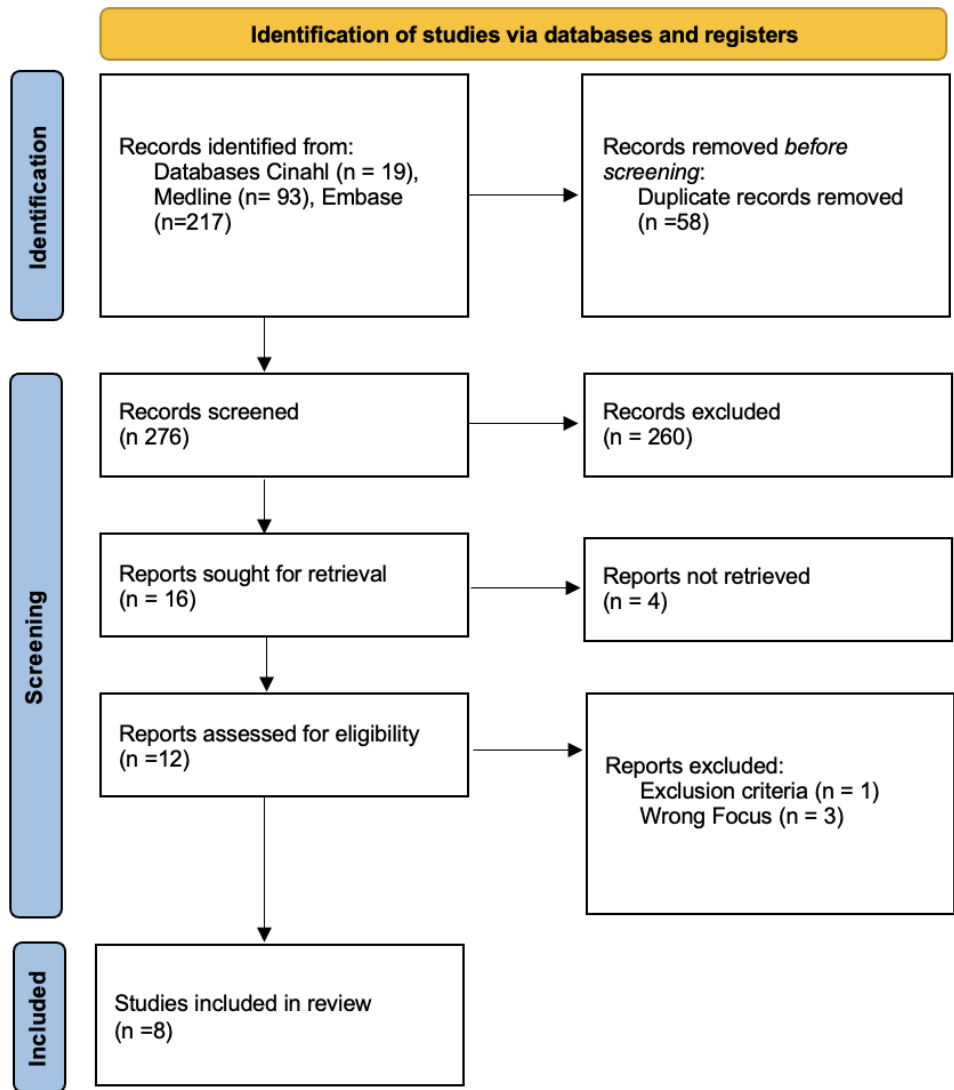 Identification of studies via databases and registers
Identification
Records identified from:
Databases Cinahl (n = 19),
Medline (n= 93), Embase
(n=217)
Records removed before
screening:
Duplicate records removed
(n =58)
Screening
Records screened
(n 276)
Records excluded
(n = 260)
Reports sought for retrieval
(n = 16)
Reports not retrieved
(n = 4)
Reports assessed for eligibility
(n =12)
Reports excluded:
Exclusion criteria (n = 1)
Wrong Focus (n = 3)
Included
Studies included in review
(n =8)